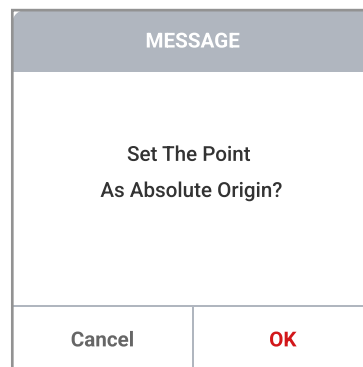 MESSAGE
Set The Point
As Absolute Origin?
Cancel
OK